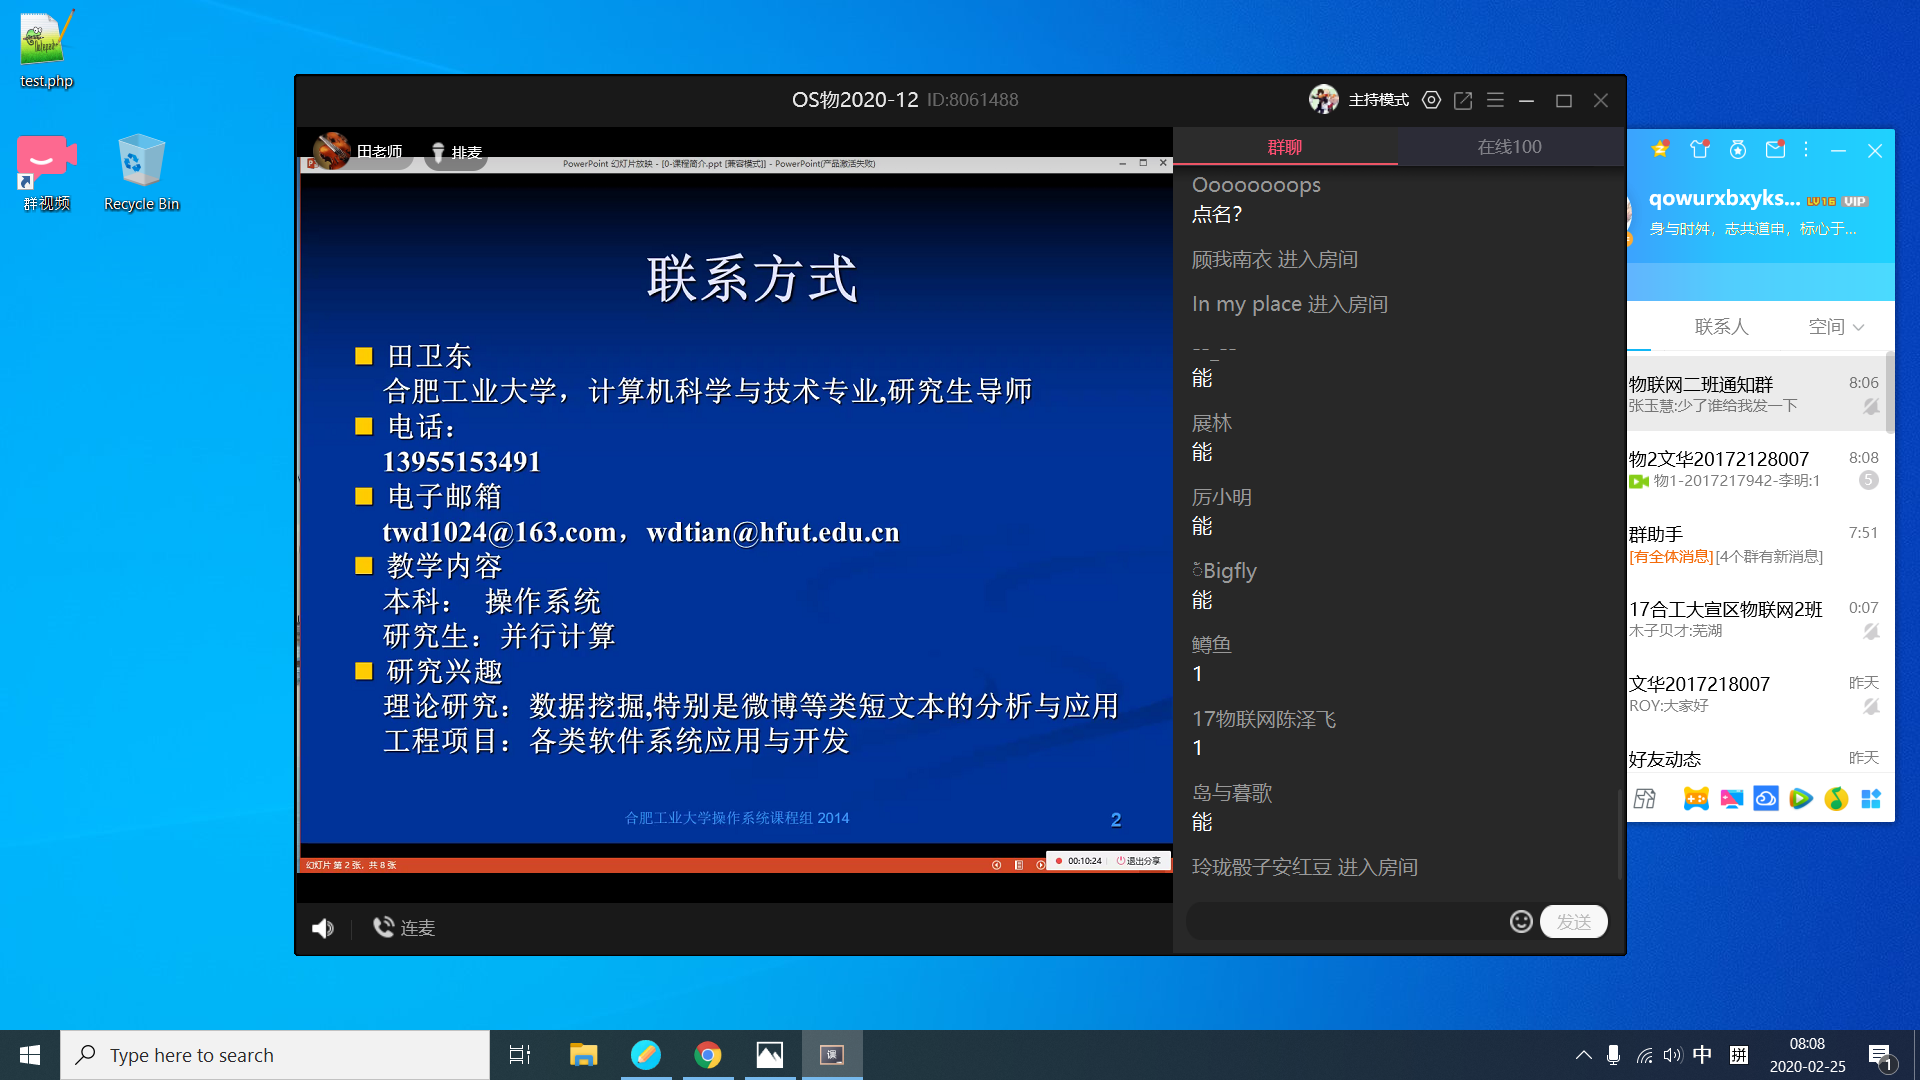 test.php
群视频
Recycle Bin
OS物2020-12 ID:8061488
主持模式
田老师
排麦
PowerPoint 幻灯片放映 - [0-课程简介.ppt [兼容模式]] - PowerPoint(产品激活失败)
联系方式
田卫东
合肥工业大学，计算机科学与技术专业,研究生导师
电话：
13955153491
电子邮箱
twd1024@163.com，wdtian@hfut.edu.cn
教学内容
本科： 操作系统
研究生：并行计算
研究兴趣
理论研究：数据挖掘,特别是微博等类短文本的分析与应用
工程项目：各类软件系统应用与开发
合肥工业大学操作系统课程组 2014
2
幻灯片 第 2 张，共 8 张
00:10:24
退出分享
连麦
群聊
在线100
Ooooooooops
点名?
顾我南衣 进入房间
In my place 进入房间
--_--
能
展林
能
厉小明
能
Bigfly
能
鳟鱼
1
17物联网陈泽飞
1
岛与暮歌
能
玲珑骰子安红豆 进入房间
发送
qowurxbxyks...
LV16 VIP
身与时舛，志共道申，标心于...
联系人
空间
物联网二班通知群 8:06
张玉慧:少了谁给我发一下
物2文华20172128007 8:08
物1-2017217942-李明:1 5
群助手 7:51
[有全体消息][4个群有新消息]
17合工大宣区物联网2班 0:07
木子贝才:芜湖
文华2017218007 昨天
ROY:大家好
好友动态 昨天
Type here to search
课
中
拼
08:08
2020-02-25
1